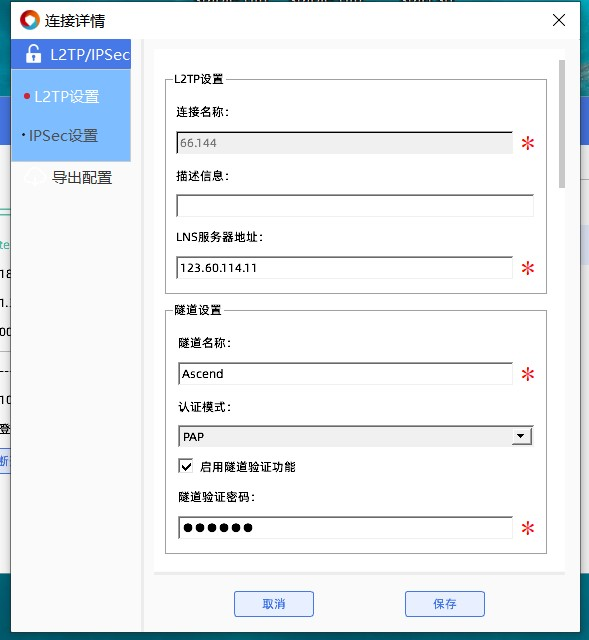 连接详情
L2TP/IPSec
L2TP设置
IPSec设置
导出配置
L2TP设置
连接名称：
66.144
描述信息：
LNS服务器地址：
123.60.114.11
隧道设置
隧道名称：
Ascend
认证模式：
PAP
启用隧道验证功能
隧道验证密码：
●●●●●●
取消
保存